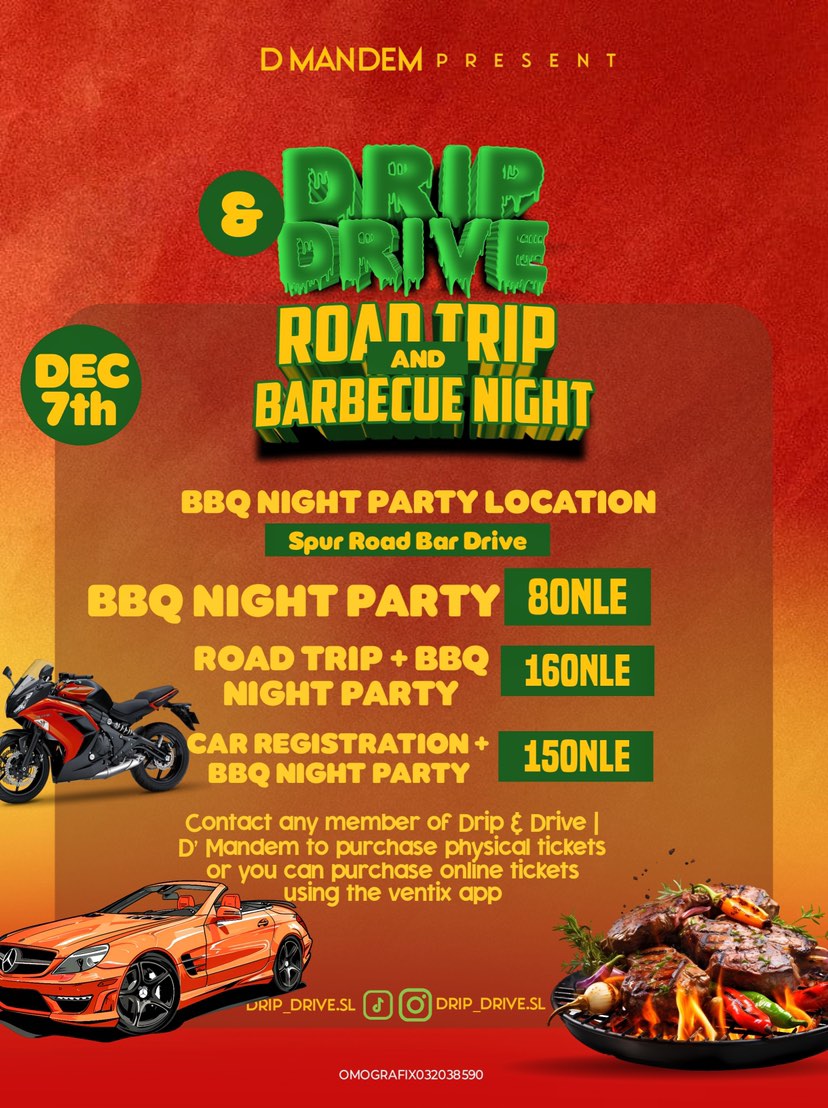 D MANDEM PRESENT
DRIP
&
DRIVE
ROAD TRIP
AND
BARBECUE NIGHT
DEC
7th
BBQ NIGHT PARTY LOCATION
Spur Road Bar Drive
BBQ NIGHT PARTY 80NLE
ROAD TRIP + BBQ
NIGHT PARTY 160NLE
CAR REGISTRATION +
BBQ NIGHT PARTY 150NLE
Contact any member of Drip & Drive |
D' Mandem to purchase physical tickets
or you can purchase online tickets
using the ventix app
DRIP_DRIVE.SL DRIP_DRIVE.SL
OMOGRAFIX032038590